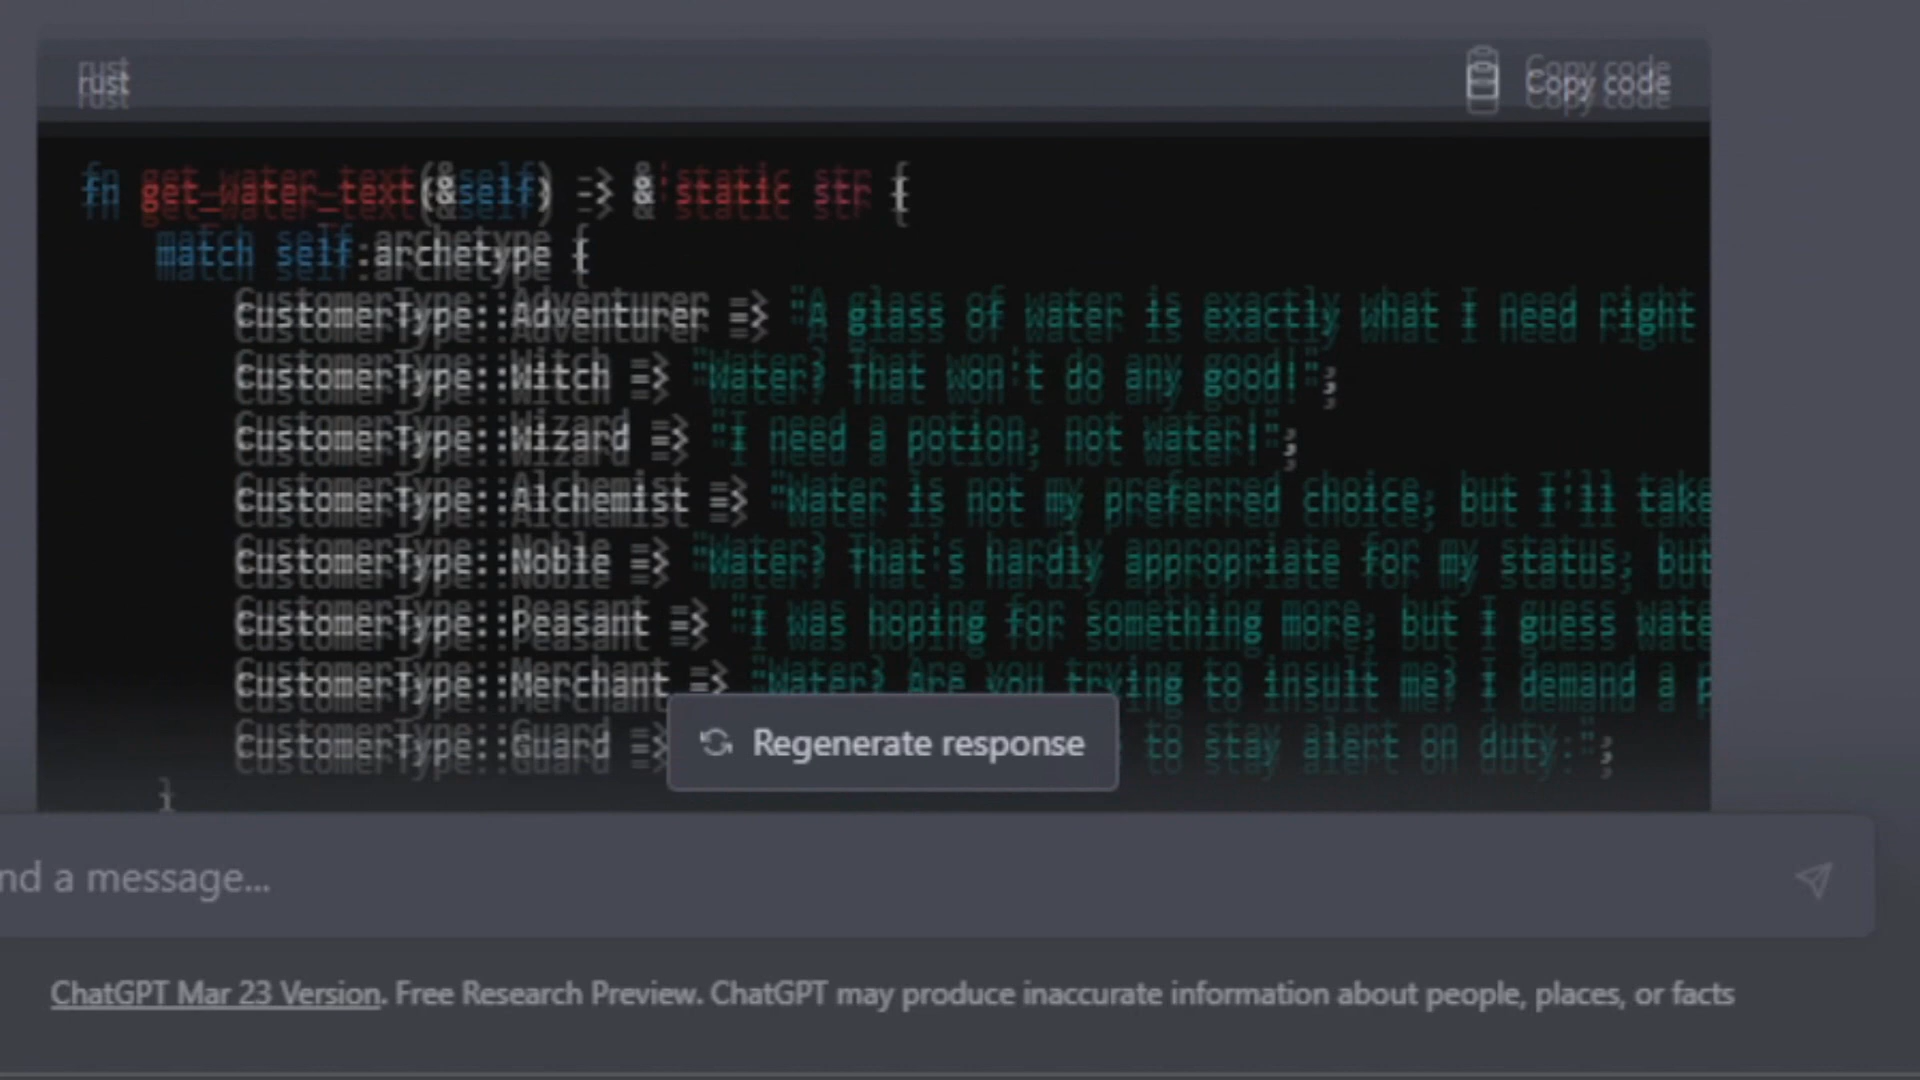 rust
Copy code
fn get_water_text(&self) -> &'static str {
match self.archetype {
CustomerType::Adventurer => "A glass of water is exactly what I need right
CustomerType::Witch => "Water? That won't do any good!",
CustomerType::Wizard => "I need a potion, not water!",
CustomerType::Alchemist => "Water is not my preferred choice, but I'll take
CustomerType::Noble => "Water? That's hardly appropriate for my status, but
CustomerType::Peasant => "I was hoping for something more, but I guess wate
CustomerType::Merchant => "Water? Are you trying to insult me? I demand a p
CustomerType::Guard => to stay alert on duty.",
}
Regenerate response
nd a message...
ChatGPT Mar 23 Version. Free Research Preview. ChatGPT may produce inaccurate information about people, places, or facts